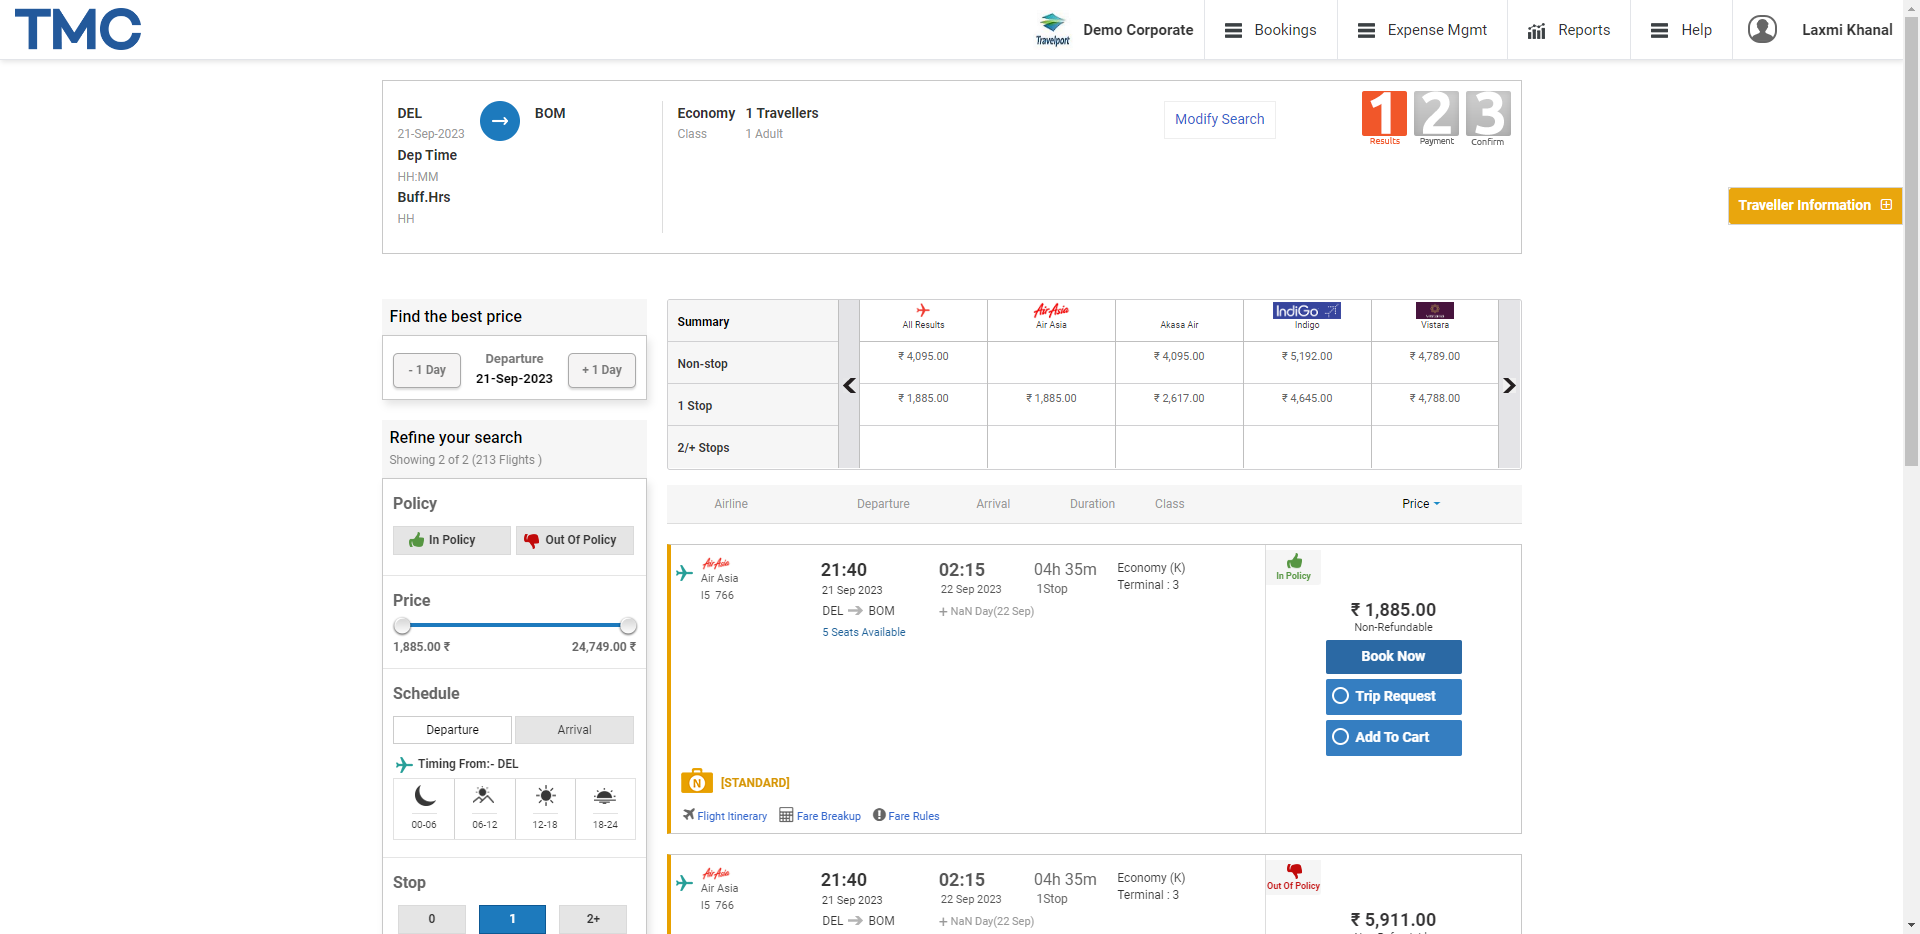 TMC
Travelport
Demo Corporate
Bookings
Expense Mgmt
Reports
Help
Laxmi Khanal
DEL
21-Sep-2023
BOM
Dep Time
HH:MM
Buff.Hrs
HH
Economy
Class
1 Travellers
1 Adult
Modify Search
1
Results
2
Payment
3
Confirm
Traveller Information
Find the best price
- 1 Day
Departure
21-Sep-2023
+ 1 Day
Refine your search
Showing 2 of 2 (213 Flights )
Policy
In Policy
Out Of Policy
Price
1,885.00 ₹
24,749.00 ₹
Schedule
Departure
Arrival
Timing From:- DEL
00-06
06-12
12-18
18-24
Stop
0
1
2+
Summary
All Results
AirAsia
Air Asia
Akasa Air
IndiGo
Indigo
Vistara
Non-stop
₹ 4,095.00
₹ 4,095.00
₹ 5,192.00
₹ 4,789.00
1 Stop
₹ 1,885.00
₹ 1,885.00
₹ 2,617.00
₹ 4,645.00
₹ 4,788.00
2/+ Stops
Airline
Departure
Arrival
Duration
Class
Price
AirAsia
Air Asia
I5 766
21:40
21 Sep 2023
DEL
BOM
5 Seats Available
02:15
22 Sep 2023
+ NaN Day(22 Sep)
04h 35m
1Stop
Economy (K)
Terminal : 3
In Policy
₹ 1,885.00
Non-Refundable
Book Now
Trip Request
Add To Cart
N
[STANDARD]
Flight Itinerary
Fare Breakup
Fare Rules
AirAsia
Air Asia
I5 766
21:40
21 Sep 2023
DEL
BOM
02:15
22 Sep 2023
+ NaN Day(22 Sep)
04h 35m
1Stop
Economy (K)
Terminal : 3
Out Of Policy
₹ 5,911.00